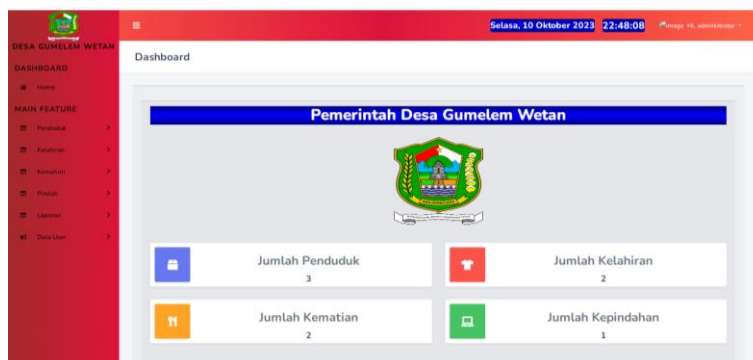 DESA GUMELEM WETAN
DASHBOARD
Home
MAIN FEATURE
Penduduk
Kelahiran
Kematian
Pindah
Laporan
Data User
Selasa, 10 Oktober 2023 22:48:08 Image Hi, administrator
Dashboard
Pemerintah Desa Gumelem Wetan
Jumlah Penduduk
3
Jumlah Kelahiran
2
Jumlah Kematian
2
Jumlah Kepindahan
1